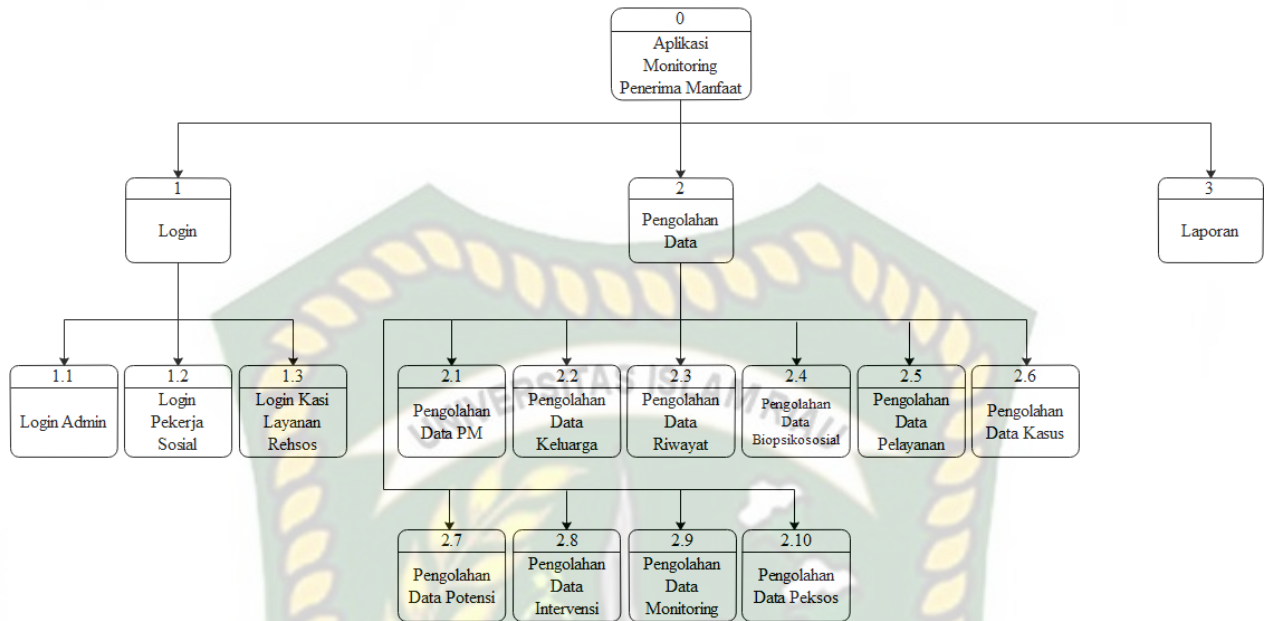 0
Aplikasi
Monitoring
Penerima Manfaat
1
Login
2
Pengolahan
Data
3
Laporan
1.1
Login Admin
1.2
Login
Pekerja
Sosial
1.3
Login Kasi
Layanan
Rehsos
2.1
Pengolahan
Data PM
2.2
Pengolahan
Data
Keluarga
2.3
Pengolahan
Data
Riwayat
2.4
Pengolahan
Data
Biopsikososial
2.5
Pengolahan
Data
Pelayanan
2.6
Pengolahan
Data Kasus
UNIVERSITAS ISLAM RIAU
2.7
Pengolahan
Data Potensi
2.8
Pengolahan
Data
Intervensi
2.9
Pengolahan
Data
Monitoring
2.10
Pengolahan
Data Peksos